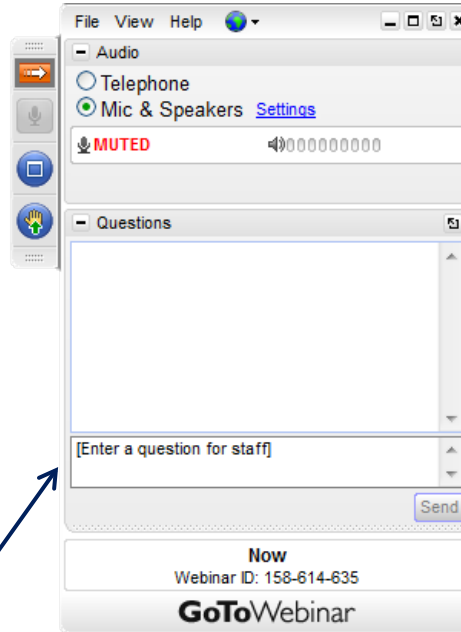 File View Help
Audio
Telephone
Mic & Speakers Settings
MUTED 000000000
Questions
[Enter a question for staff]
Send
Now
Webinar ID: 158-614-635
GoToWebinar